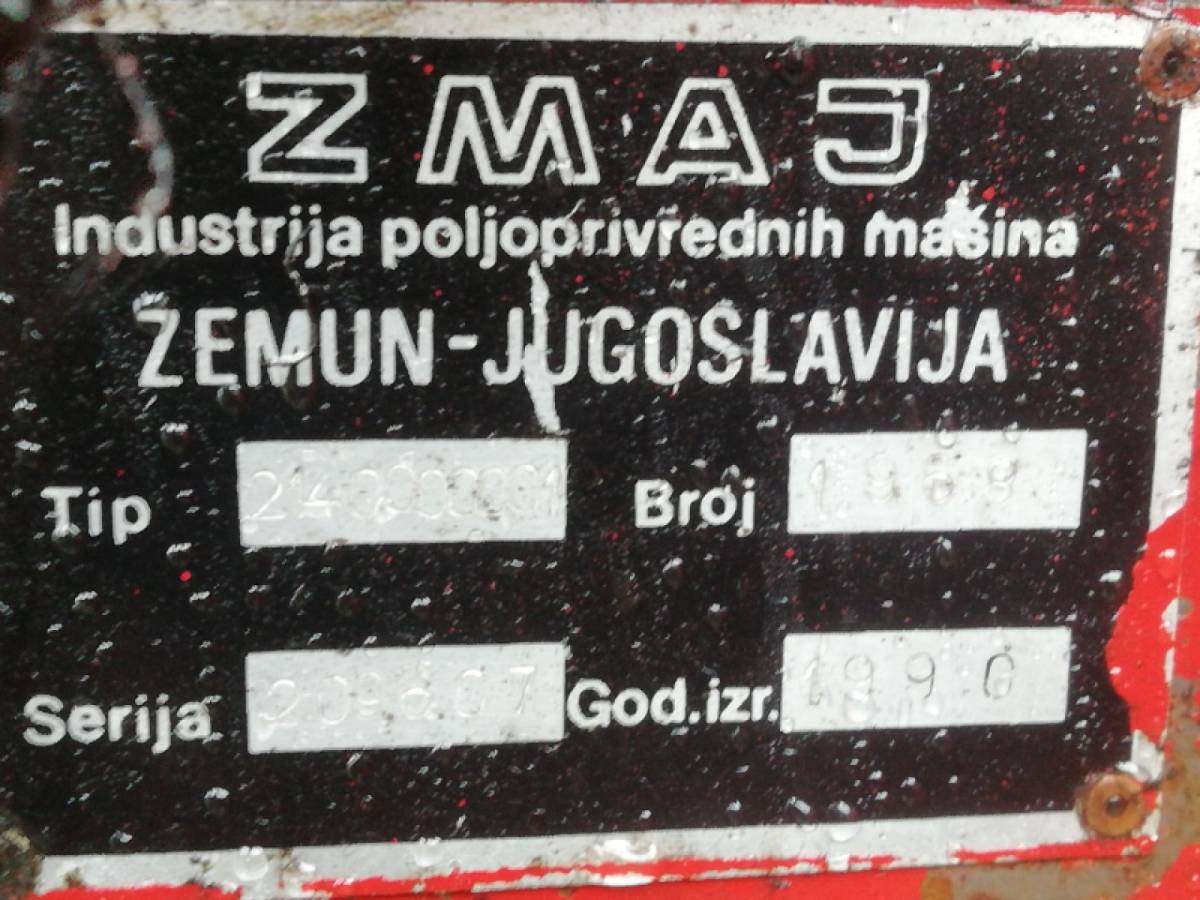 ZMAJ
Industrija poljoprivrednih mašina
ZEMUN-JUGOSLAVIJA
Tip Broj
Serija God.izr. 1990